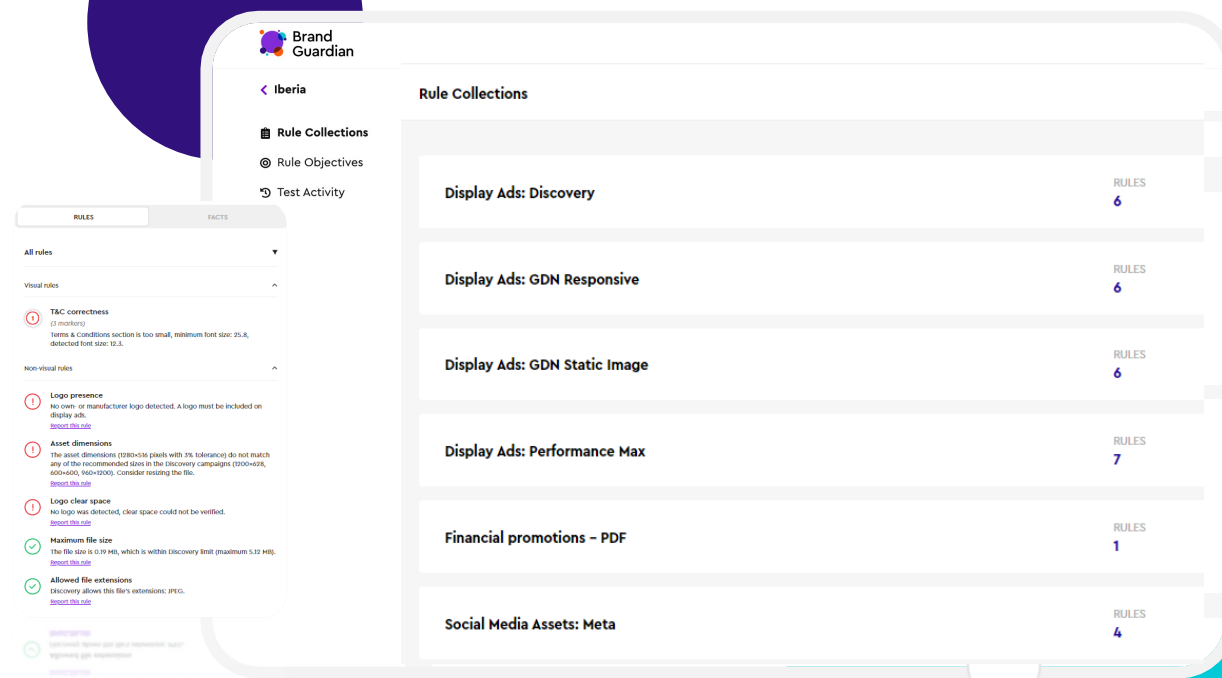 Brand
Guardian
Iberia
Rule Collections
Rule Objectives
Test Activity
Rule Collections
Display Ads: Discovery
RULES
6
Display Ads: GDN Responsive
RULES
6
Display Ads: GDN Static Image
RULES
6
Display Ads: Performance Max
RULES
7
Financial promotions – PDF
RULES
1
Social Media Assets: Meta
RULES
4
RULES
FACTS
All rules
Visual rules
1
T&C correctness
(3 markers)
Terms & Conditions section is too small, minimum font size: 25.8,
detected font size: 12.3.
Non-visual rules
Logo presence
No own- or manufacturer logo detected. A logo must be included on
display ads.
Report this rule
Asset dimensions
The asset dimensions (1280×516 pixels with 3% tolerance) do not match
any of the recommended sizes in the Discovery campaigns (1200×628,
600×600, 960×1200). Consider resizing the file.
Report this rule
Logo clear space
No logo was detected, clear space could not be verified.
Report this rule
Maximum file size
The file size is 0.19 MB, which is within Discovery limit (maximum 5.12 MB).
Report this rule
Allowed file extensions
Discovery allows this file's extensions: JPEG.
Report this rule